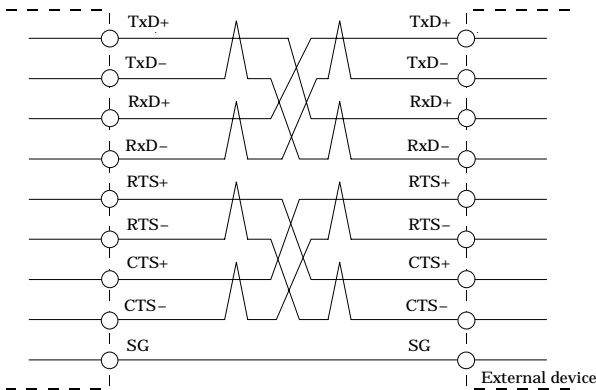 TxD+ TxD+
TxD− TxD−
RxD+ RxD+
RxD− RxD−
RTS+ RTS+
RTS− RTS−
CTS+ CTS+
CTS− CTS−
SG SG
External device